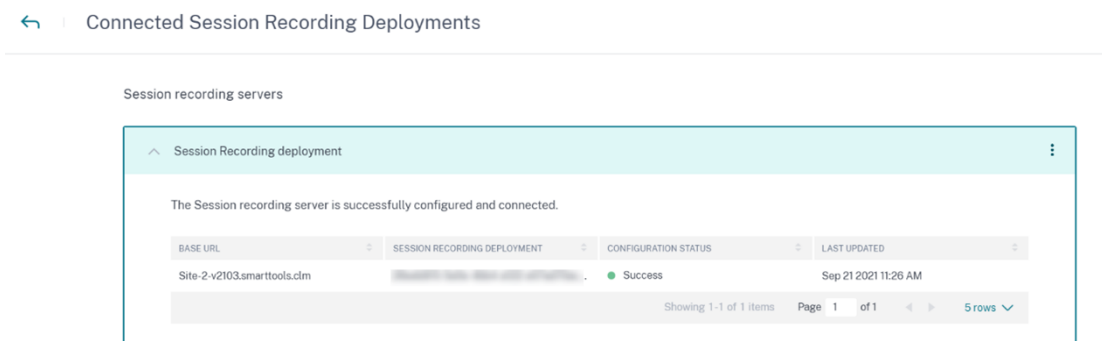 Connected Session Recording Deployments
Session recording servers
Session Recording deployment
The Session recording server is successfully configured and connected.
BASE URL SESSION RECORDING DEPLOYMENT CONFIGURATION STATUS LAST UPDATED
Site-2-v2103.smarttools.clm . Success Sep 21 2021 11:26 AM
Showing 1-1 of 1 items Page 1 of 1 5 rows